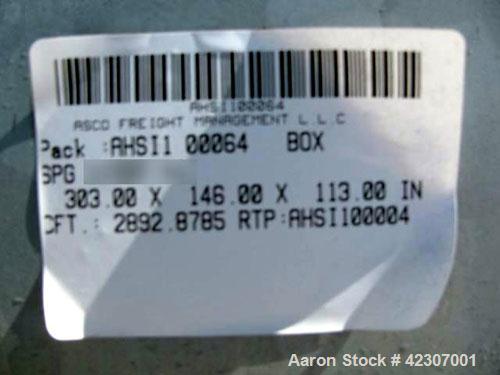 AHSI100064
ASCO FREIGHT MANAGEMENT L.L.C
Pack :AHSI1 00064 BOX
SPG
303.00 X 146.00 X 113.00 IN
CFT.: 2892.8785 RTP:AHSI100004
Aaron Stock # 42307001